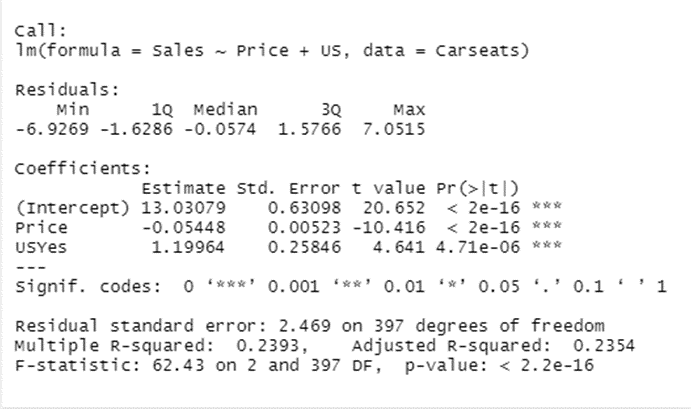 Call:
lm(formula = Sales ~ Price + US, data = Carseats)
Residuals:
Min 1Q Median 3Q Max
-6.9269 -1.6286 -0.0574 1.5766 7.0515
Coefficients:
Estimate Std. Error t value Pr(>|t|)
(Intercept) 13.03079 0.63098 20.652 < 2e-16 ***
Price -0.05448 0.00523 -10.416 < 2e-16 ***
USYes 1.19964 0.25846 4.641 4.71e-06 ***
---
Signif. codes: 0 ‘***’ 0.001 ‘**’ 0.01 ‘*’ 0.05 ‘.’ 0.1 ‘ ’ 1
Residual standard error: 2.469 on 397 degrees of freedom
Multiple R-squared: 0.2393, Adjusted R-squared: 0.2354
F-statistic: 62.43 on 2 and 397 DF, p-value: < 2.2e-16